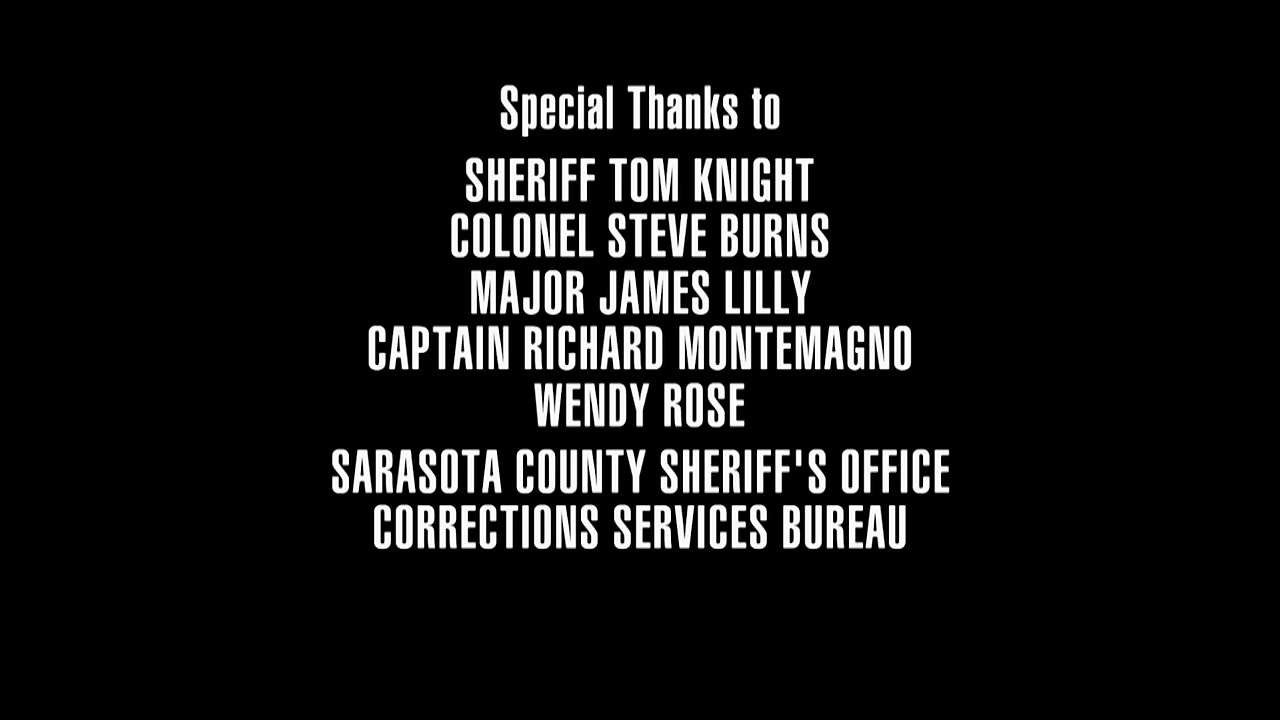 Special Thanks to
SHERIFF TOM KNIGHT
COLONEL STEVE BURNS
MAJOR JAMES LILLY
CAPTAIN RICHARD MONTEMAGNO
WENDY ROSE
SARASOTA COUNTY SHERIFF'S OFFICE
CORRECTIONS SERVICES BUREAU